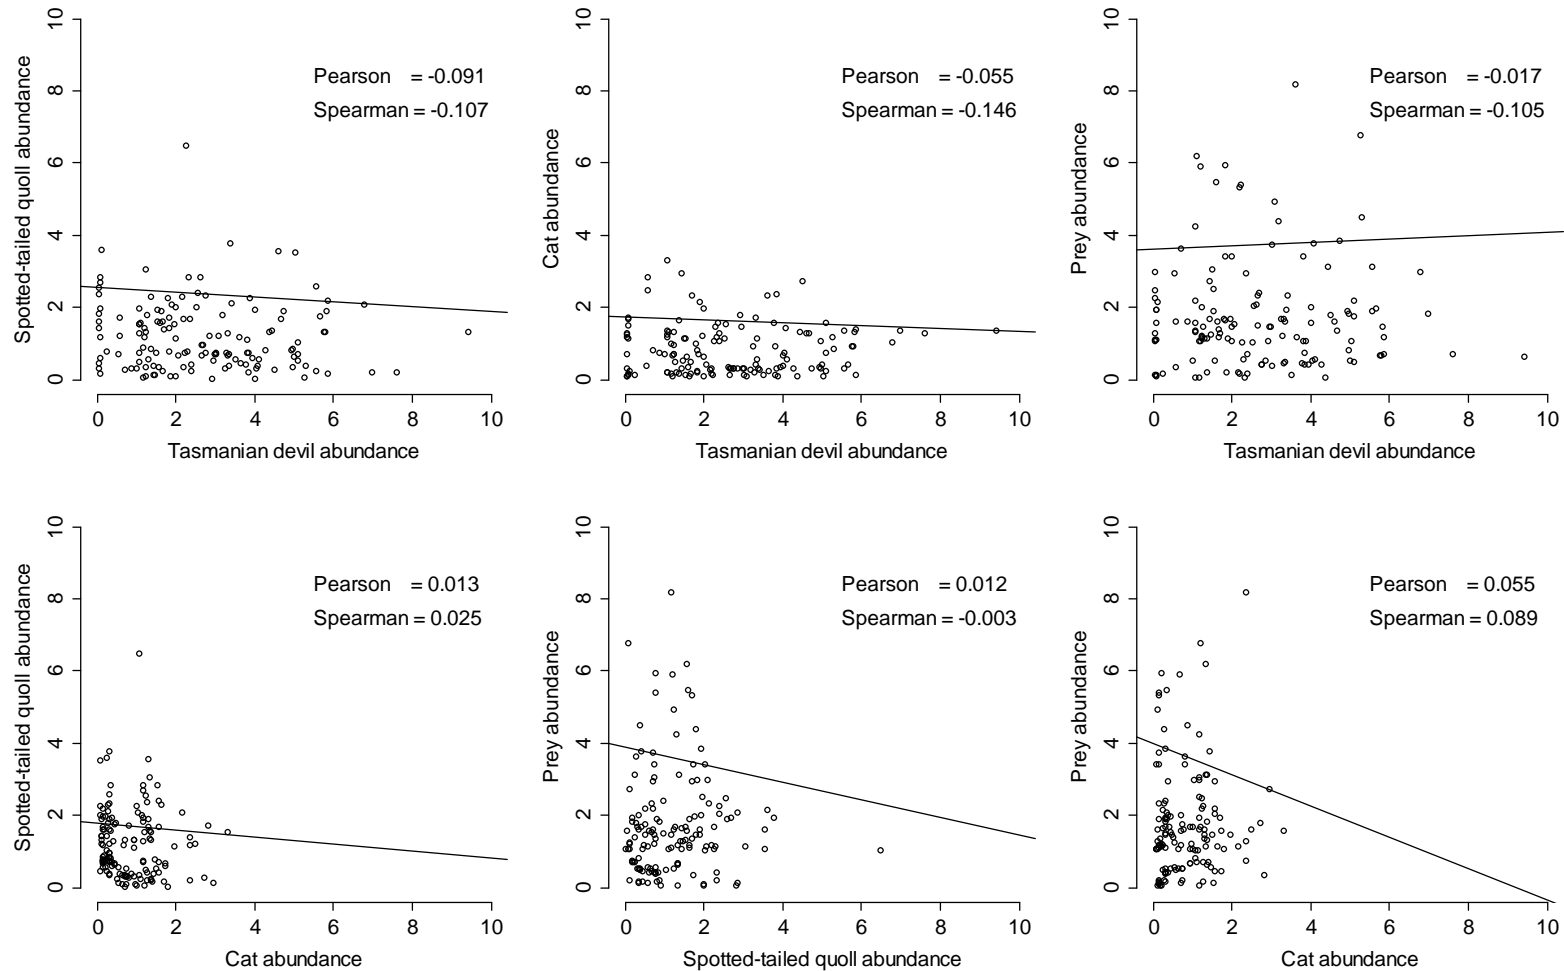 Spotted-tailed quoll abundance
10
8
6
4
2
0
Pearson = -0.091
Spearman = -0.107
0 2 4 6 8 10
Tasmanian devil abundance
Cat abundance
10
8
6
4
2
0
Pearson = -0.055
Spearman = -0.146
0 2 4 6 8 10
Tasmanian devil abundance
Prey abundance
10
8
6
4
2
0
Pearson = -0.017
Spearman = -0.105
0 2 4 6 8 10
Tasmanian devil abundance
Spotted-tailed quoll abundance
10
8
6
4
2
0
Pearson = 0.013
Spearman = 0.025
0 2 4 6 8 10
Cat abundance
Prey abundance
10
8
6
4
2
0
Pearson = 0.012
Spearman = -0.003
0 2 4 6 8 10
Spotted-tailed quoll abundance
Prey abundance
10
8
6
4
2
0
Pearson = 0.055
Spearman = 0.089
0 2 4 6 8 10
Cat abundance